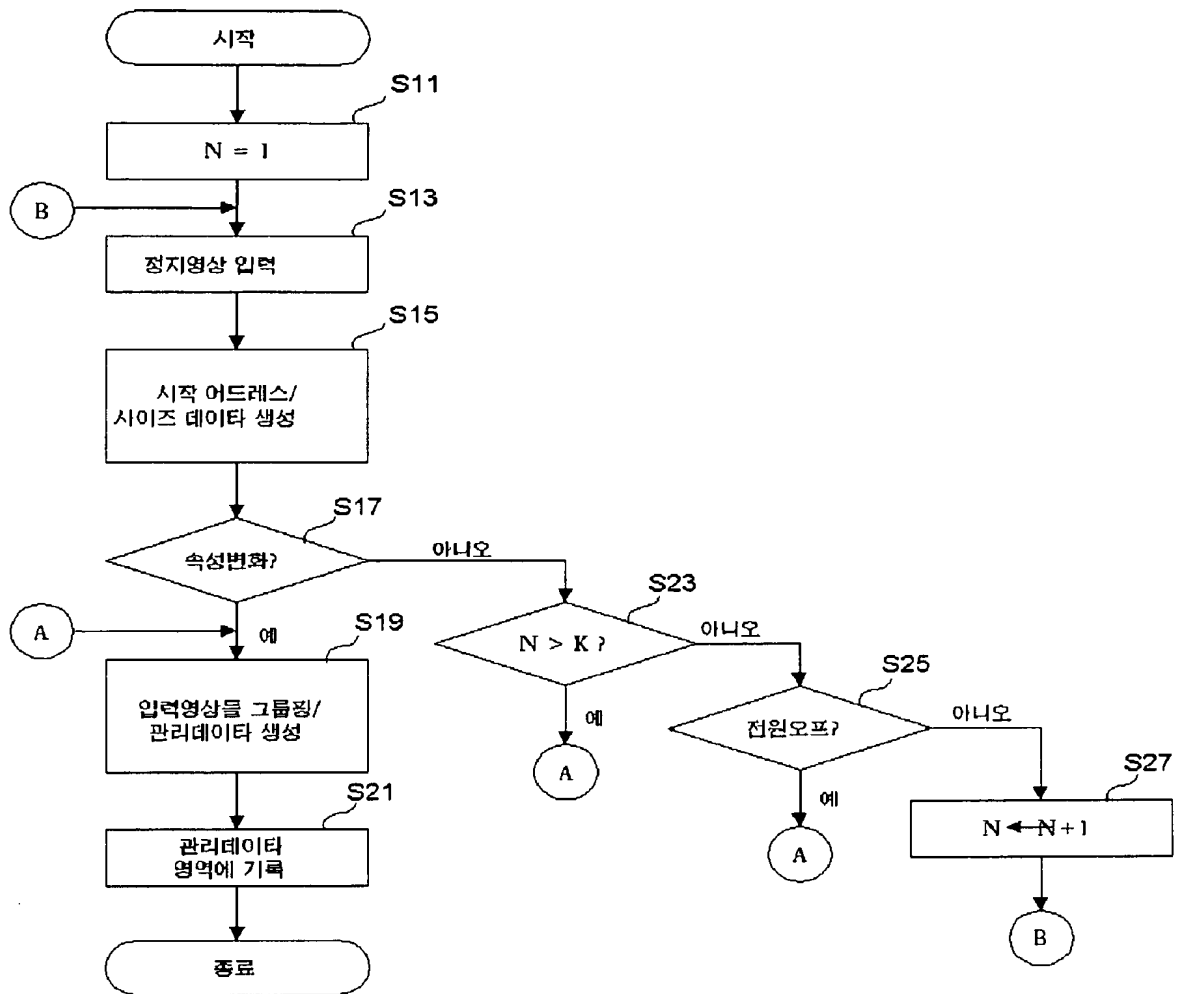 시작
S11
N = 1
B
S13
정지영상 입력
S15
시작 어드레스/
사이즈 데이타 생성
S17
속성변화?
아니오
S23
A
예
S19
N > K ?
아니오
S25
입력영상들 그룹핑/
관리데이타 생성
예
A
전원오프?
아니오
S27
S21
예
A
N ← N+1
관리데이타
영역에 기록
B
종료